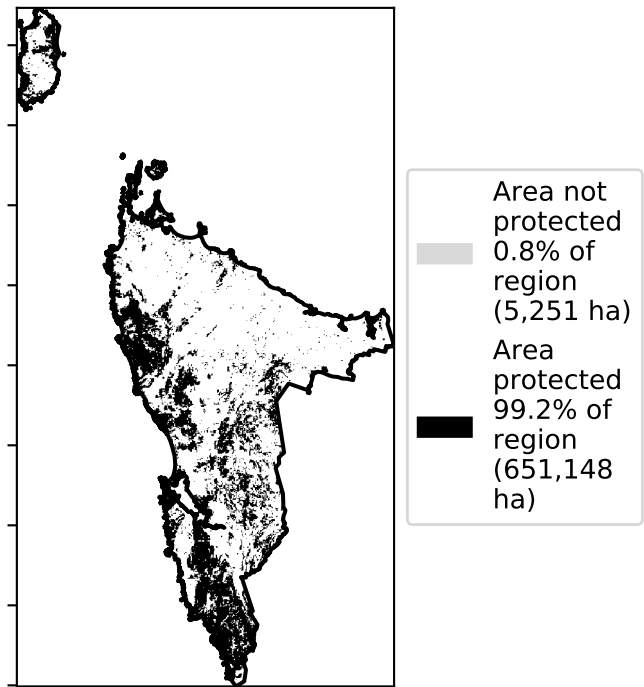 Area not
protected
0.8% of
region
(5,251 ha)
Area
protected
99.2% of
region
(651,148
ha)